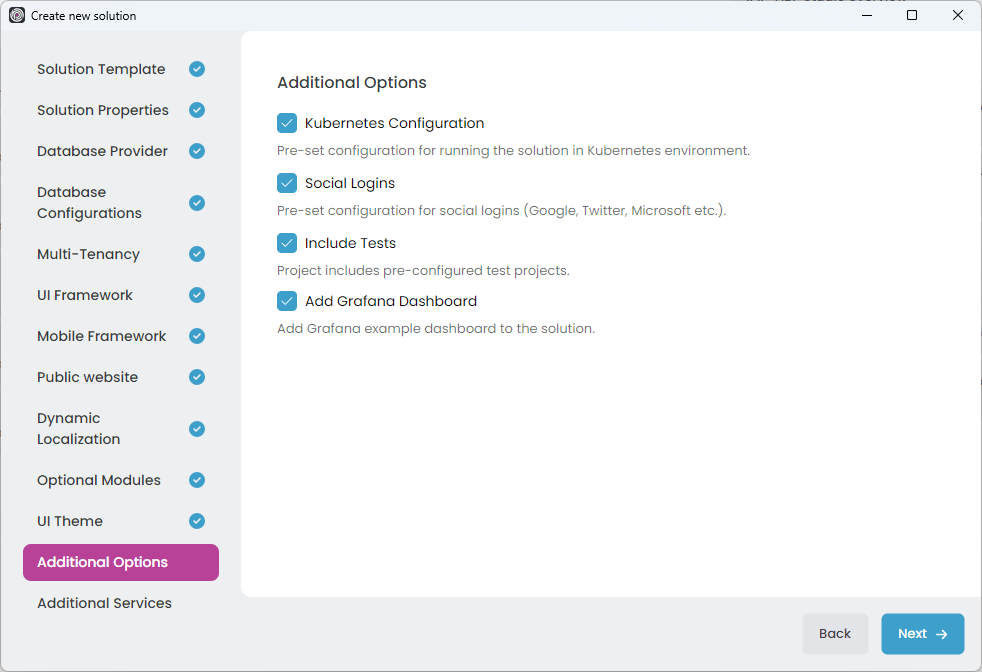 Create new solution
Solution Template
Solution Properties
Database Provider
Database
Configurations
Multi-Tenancy
UI Framework
Mobile Framework
Public website
Dynamic
Localization
Optional Modules
UI Theme
Additional Options
Additional Services
Additional Options
Kubernetes Configuration
Pre-set configuration for running the solution in Kubernetes environment.
Social Logins
Pre-set configuration for social logins (Google, Twitter, Microsoft etc.).
Include Tests
Project includes pre-configured test projects.
Add Grafana Dashboard
Add Grafana example dashboard to the solution.
Back
Next →